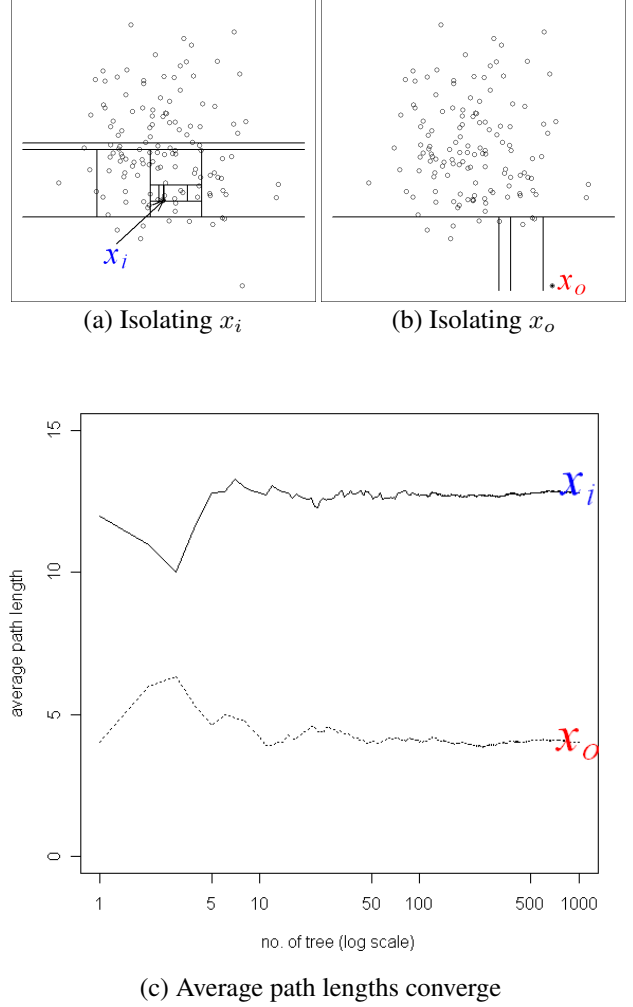 x_i
(a) Isolating x_i
x_o
(b) Isolating x_o
15
10
5
0
average path length
x_i
x_o
1 5 10 50 100 500 1000
no. of tree (log scale)
(c) Average path lengths converge